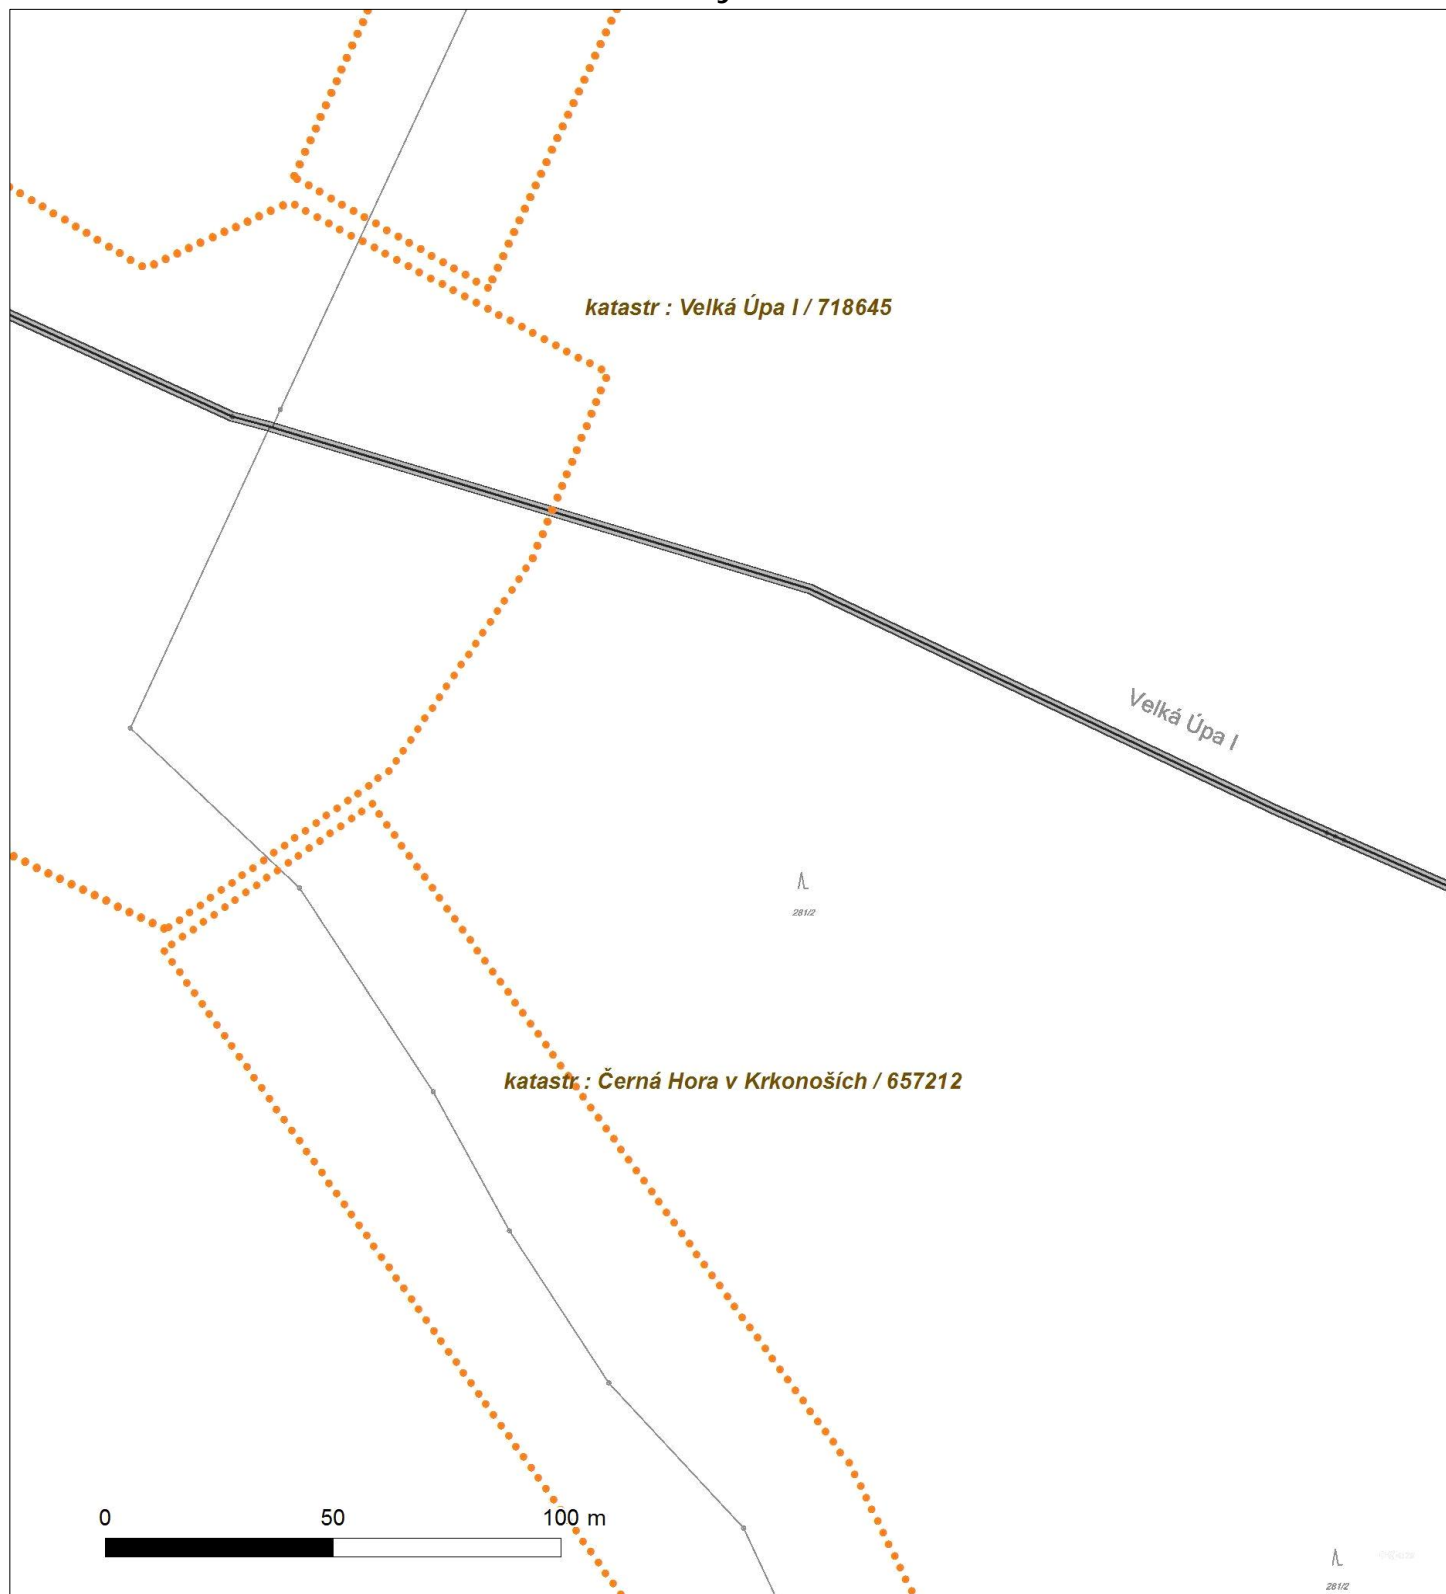 katastr : Velká Úpa I / 718645
Velká Úpa I
281/2
katastr : Černá Hora v Krkonoších / 657212
0 50 100 m
281/2